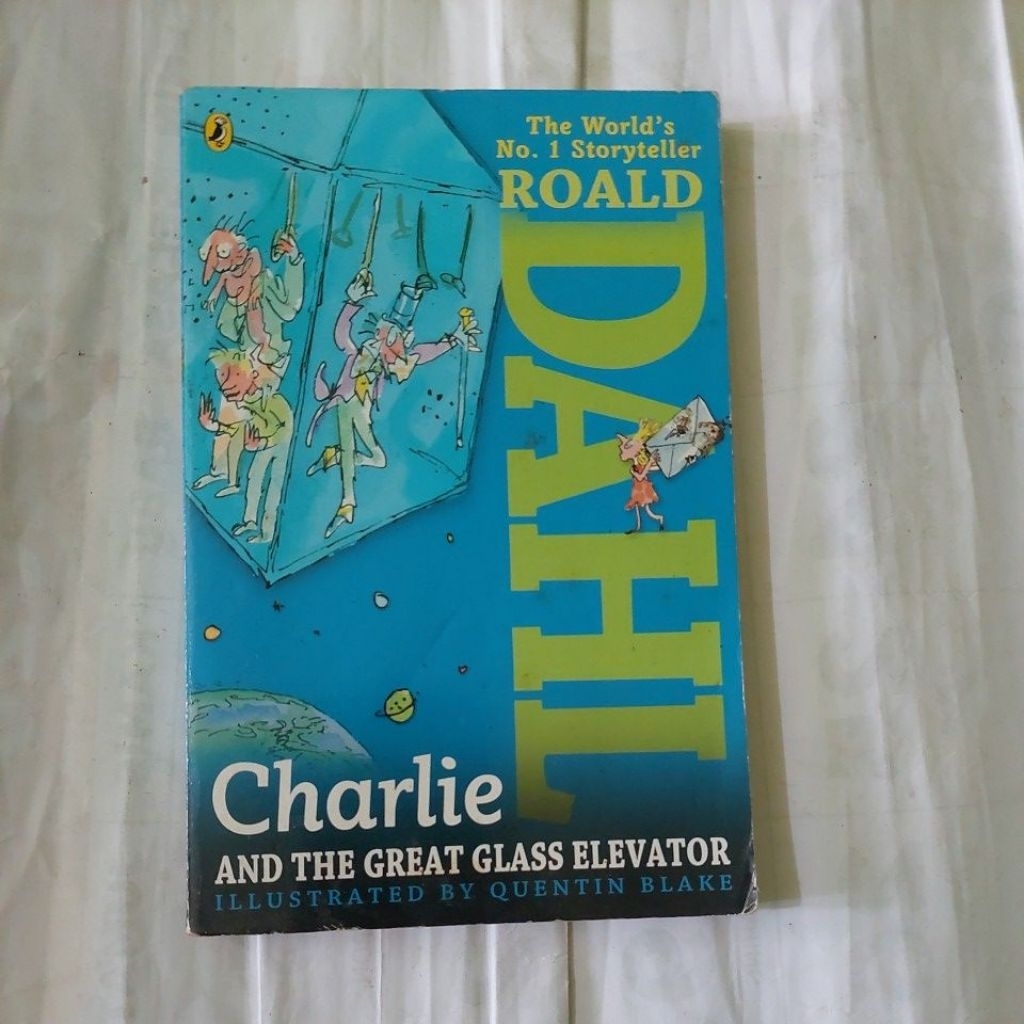 The World's
No. 1 Storyteller
ROALD
DAHL
Charlie
AND THE GREAT GLASS ELEVATOR
ILLUSTRATED BY QUENTIN BLAKE